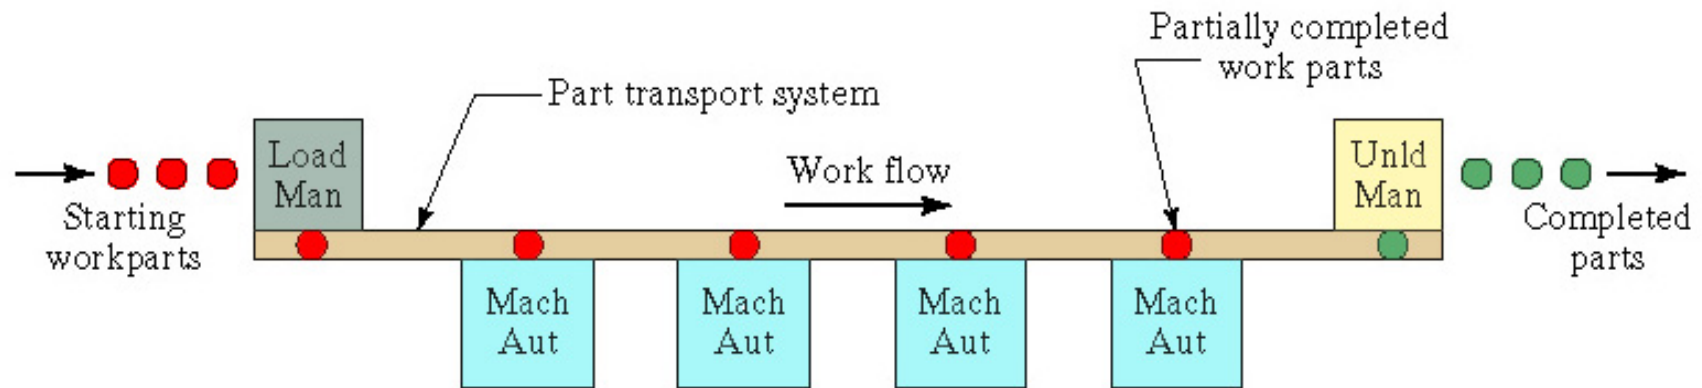 Partially completed
work parts
Part transport system
Load
Man
Work flow
Unld
Man
Starting
workparts
Completed
parts
Mach
Aut
Mach
Aut
Mach
Aut
Mach
Aut